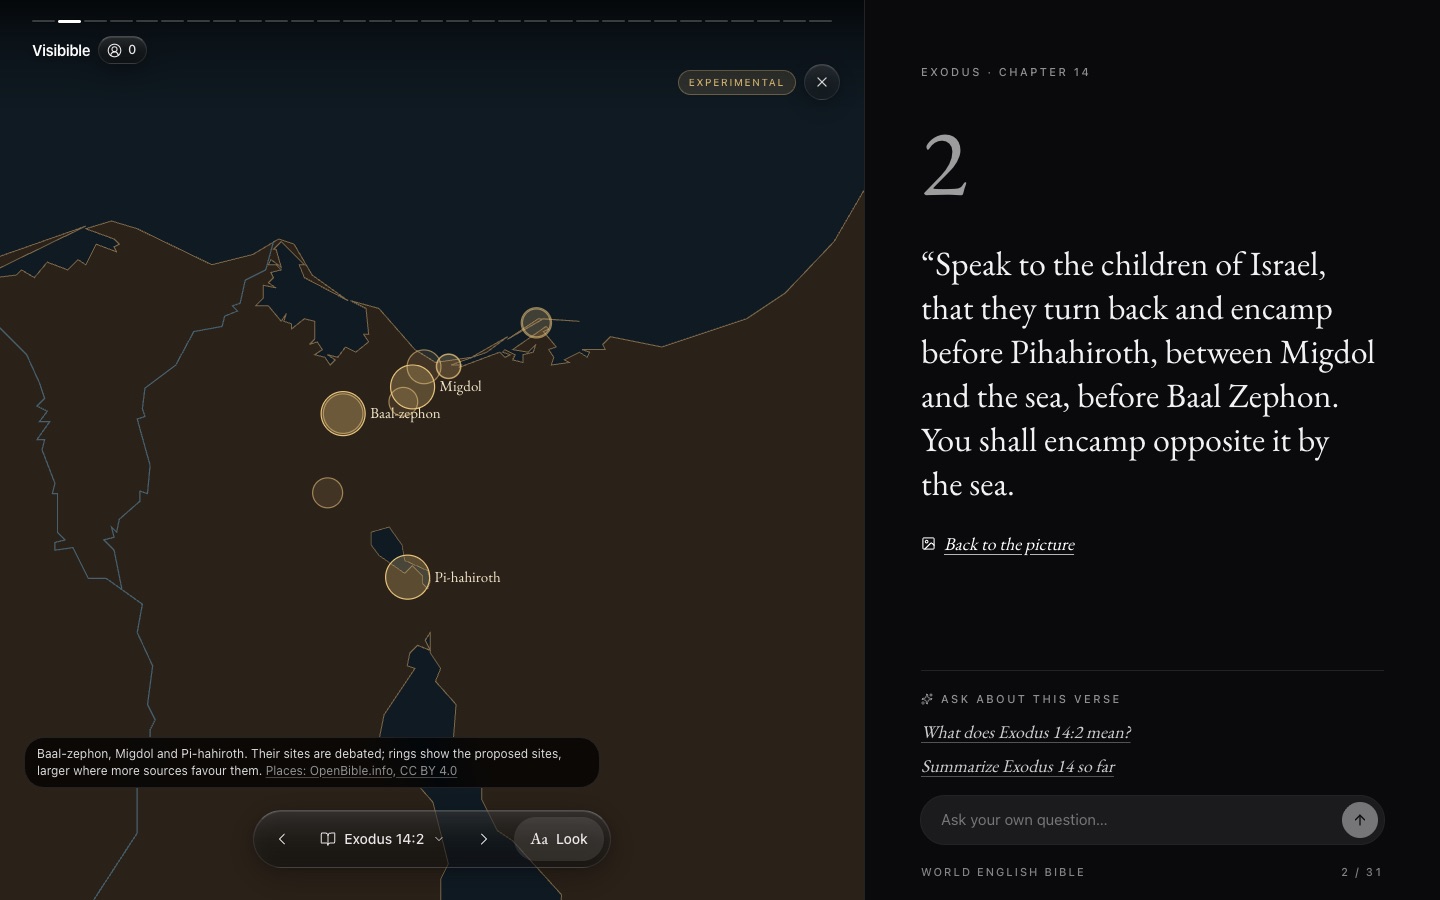 Visibible
0
EXPERIMENTAL
Migdol
Baal-zephon
Pi-hahiroth
Baal-zephon, Migdol and Pi-hahiroth. Their sites are debated; rings show the proposed sites,
larger where more sources favour them. Places: OpenBible.info, CC BY 4.0
Exodus 14:2
Aa Look
EXODUS · CHAPTER 14
2
“Speak to the children of Israel,
that they turn back and encamp
before Pihahiroth, between Migdol
and the sea, before Baal Zephon.
You shall encamp opposite it by
the sea.
Back to the picture
ASK ABOUT THIS VERSE
What does Exodus 14:2 mean?
Summarize Exodus 14 so far
Ask your own question...
WORLD ENGLISH BIBLE
2 / 31